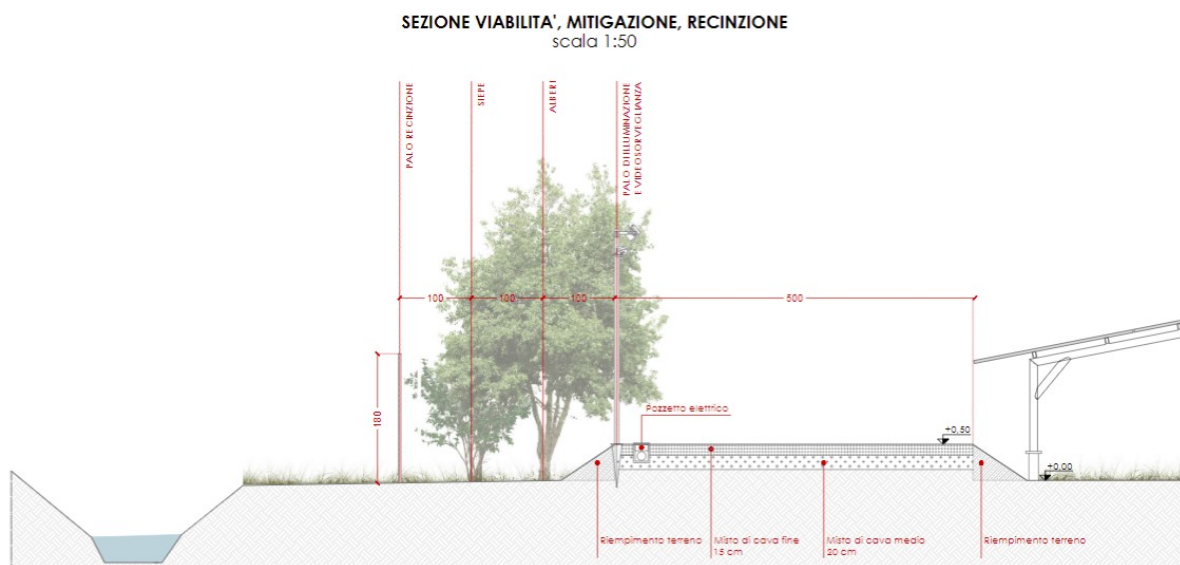 SEZIONE VIABILITA', MITIGAZIONE, RECINZIONE
scala 1:50
PALO RECINZIONE
SIEPE
ALBERI
PALO DI ILLUMINAZIONE
E VIDEOSORVEGLIANZA
100
100
100
500
180
Pozzetto elettrico
+0,50
+0,00
Riempimento terreno
Misto di cava fine
15 cm
Misto di cava medio
20 cm
Riempimento terreno